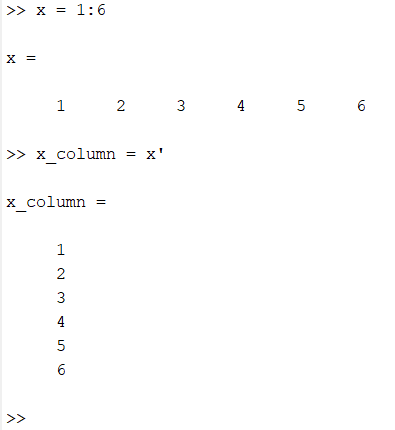 >> x = 1:6
x =
1 2 3 4 5 6
>> x_column = x'
x_column =
1
2
3
4
5
6
>>